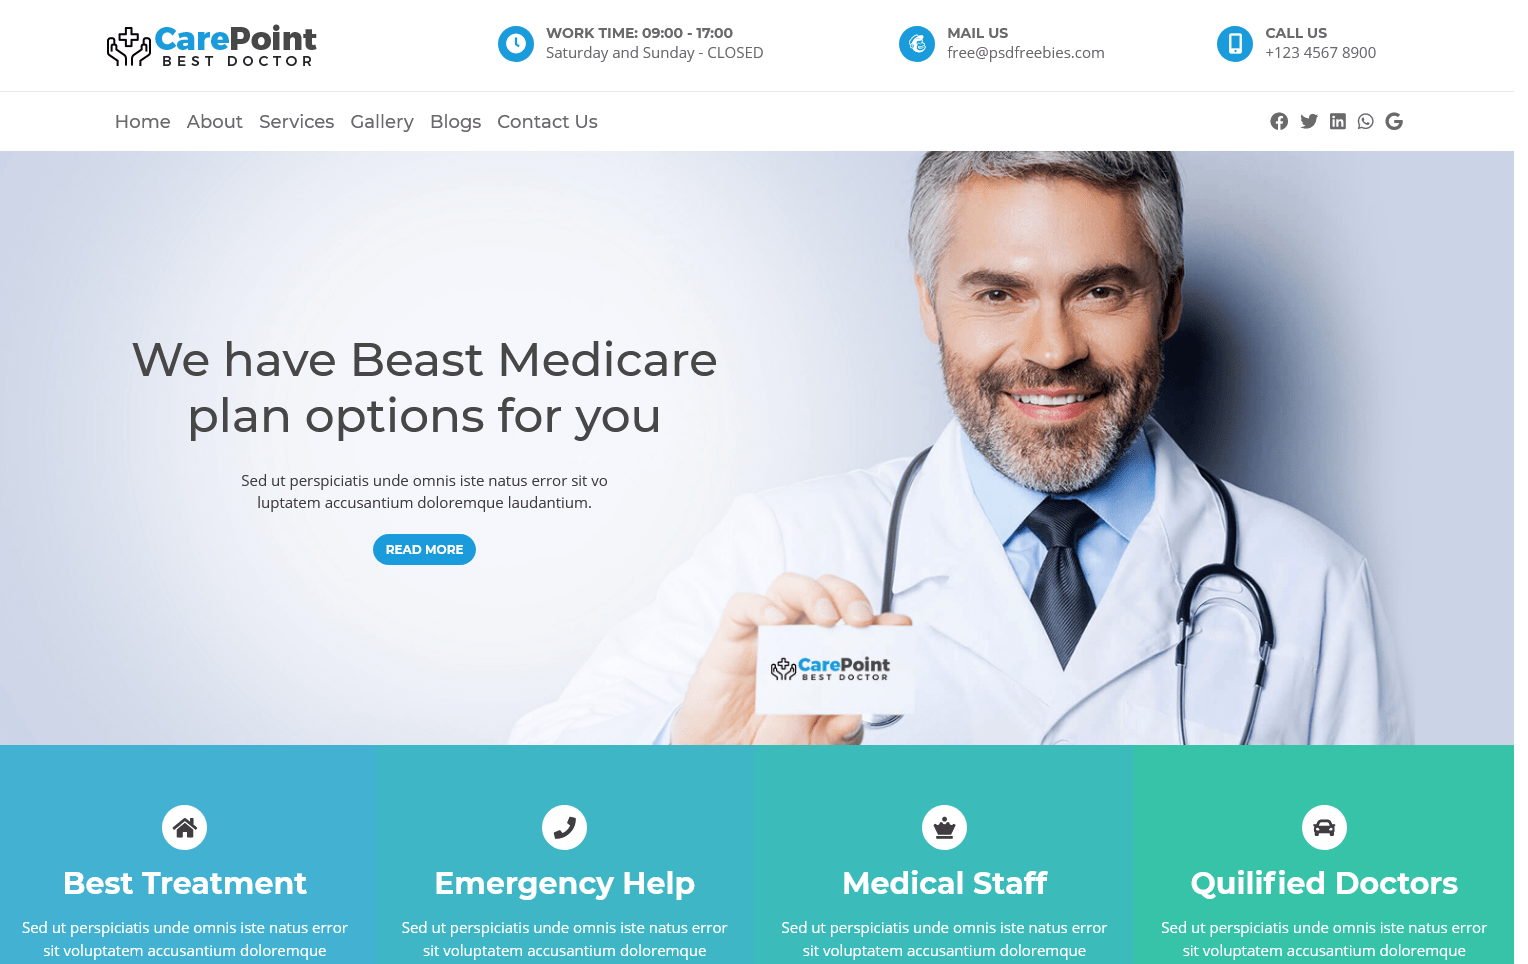 CarePoint
BEST DOCTOR
WORK TIME: 09:00 - 17:00
Saturday and Sunday - CLOSED
MAIL US
free@psdfreebies.com
CALL US
+123 4567 8900
Home About Services Gallery Blogs Contact Us
We have Beast Medicare
plan options for you
Sed ut perspiciatis unde omnis iste natus error sit vo
luptatem accusantium doloremque laudantium.
READ MORE
CarePoint
BEST DOCTOR
Best Treatment
Sed ut perspiciatis unde omnis iste natus error
sit voluptatem accusantium doloremque
Emergency Help
Sed ut perspiciatis unde omnis iste natus error
sit voluptatem accusantium doloremque
Medical Staff
Sed ut perspiciatis unde omnis iste natus error
sit voluptatem accusantium doloremque
Quilified Doctors
Sed ut perspiciatis unde omnis iste natus error
sit voluptatem accusantium doloremque